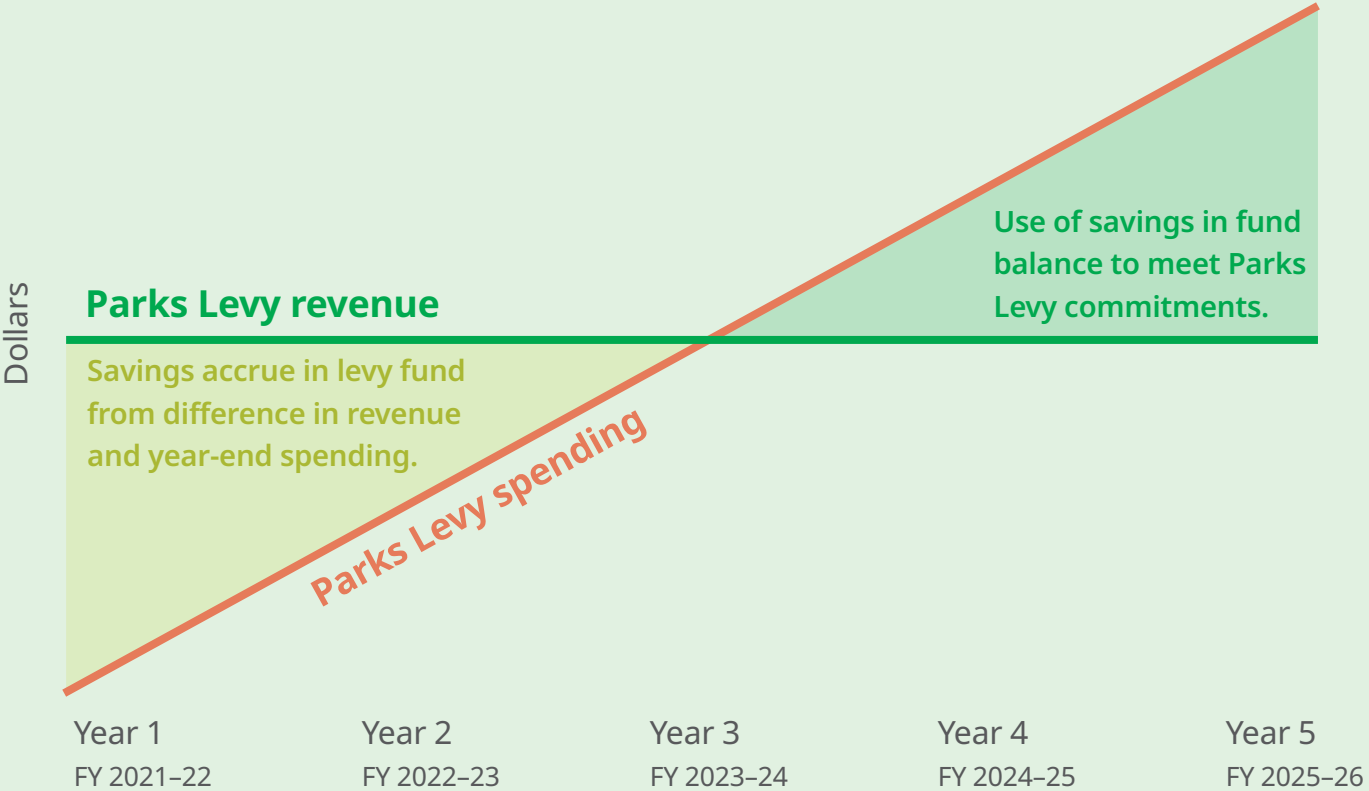 Dollars
Parks Levy revenue
Savings accrue in levy fund
from difference in revenue
and year-end spending.
Parks Levy spending
Use of savings in fund
balance to meet Parks
Levy commitments.
Year 1
FY 2021–22
Year 2
FY 2022–23
Year 3
FY 2023–24
Year 4
FY 2024–25
Year 5
FY 2025–26